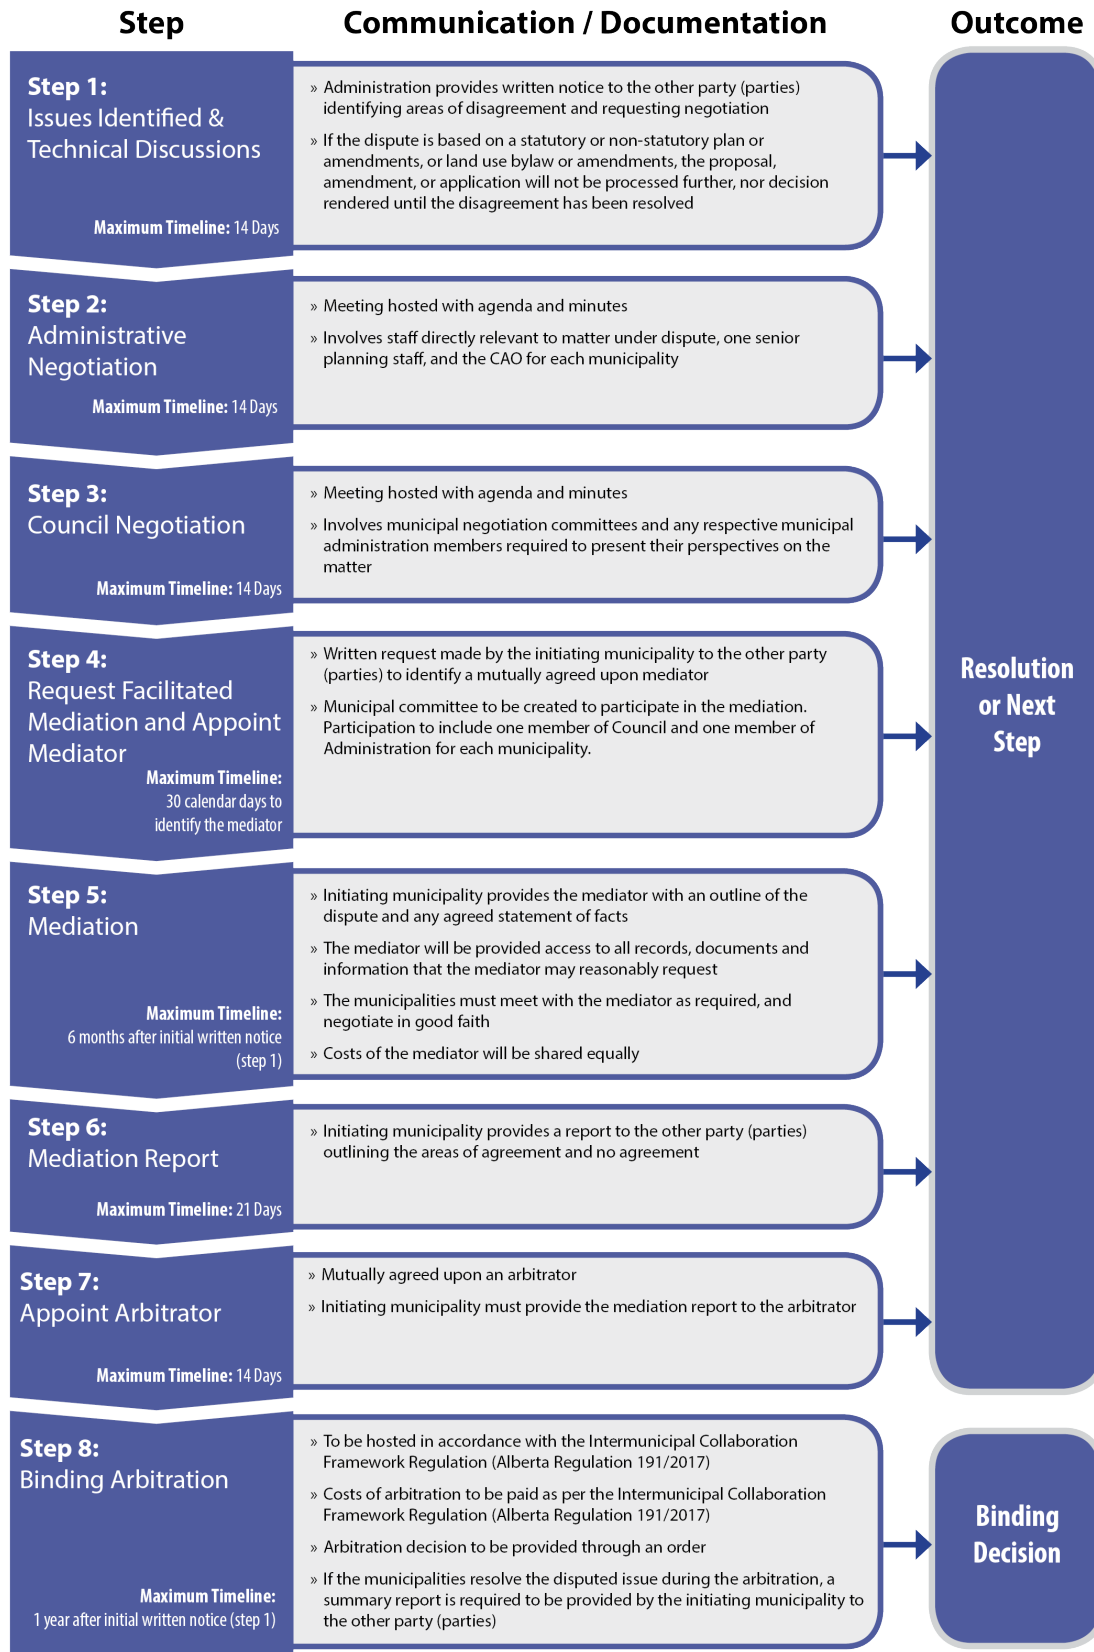 Step
Communication / Documentation
Outcome
Step 1:
Issues Identified &
Technical Discussions
Maximum Timeline: 14 Days
» Administration provides written notice to the other party (parties)
identifying areas of disagreement and requesting negotiation
» If the dispute is based on a statutory or non-statutory plan or
amendments, or land use bylaw or amendments, the proposal,
amendment, or application will not be processed further, nor decision
rendered until the disagreement has been resolved
Step 2:
Administrative
Negotiation
Maximum Timeline: 14 Days
» Meeting hosted with agenda and minutes
» Involves staff directly relevant to matter under dispute, one senior
planning staff, and the CAO for each municipality
Step 3:
Council Negotiation
Maximum Timeline: 14 Days
» Meeting hosted with agenda and minutes
» Involves municipal negotiation committees and any respective municipal
administration members required to present their perspectives on the
matter
Step 4:
Request Facilitated
Mediation and Appoint
Mediator
Maximum Timeline:
30 calendar days to
identify the mediator
» Written request made by the initiating municipality to the other party
(parties) to identify a mutually agreed upon mediator
» Municipal committee to be created to participate in the mediation.
Participation to include one member of Council and one member of
Administration for each municipality.
Step 5:
Mediation
Maximum Timeline:
6 months after initial written notice
(step 1)
» Initiating municipality provides the mediator with an outline of the
dispute and any agreed statement of facts
» The mediator will be provided access to all records, documents and
information that the mediator may reasonably request
» The municipalities must meet with the mediator as required, and
negotiate in good faith
» Costs of the mediator will be shared equally
Step 6:
Mediation Report
Maximum Timeline: 21 Days
» Initiating municipality provides a report to the other party (parties)
outlining the areas of agreement and no agreement
Step 7:
Appoint Arbitrator
Maximum Timeline: 14 Days
» Mutually agreed upon an arbitrator
» Initiating municipality must provide the mediation report to the arbitrator
Resolution
or Next
Step
Step 8:
Binding Arbitration
Maximum Timeline:
1 year after initial written notice (step 1)
» To be hosted in accordance with the Intermunicipal Collaboration
Framework Regulation (Alberta Regulation 191/2017)
» Costs of arbitration to be paid as per the Intermunicipal Collaboration
Framework Regulation (Alberta Regulation 191/2017)
» Arbitration decision to be provided through an order
» If the municipalities resolve the disputed issue during the arbitration, a
summary report is required to be provided by the initiating municipality to
the other party (parties)
Binding
Decision